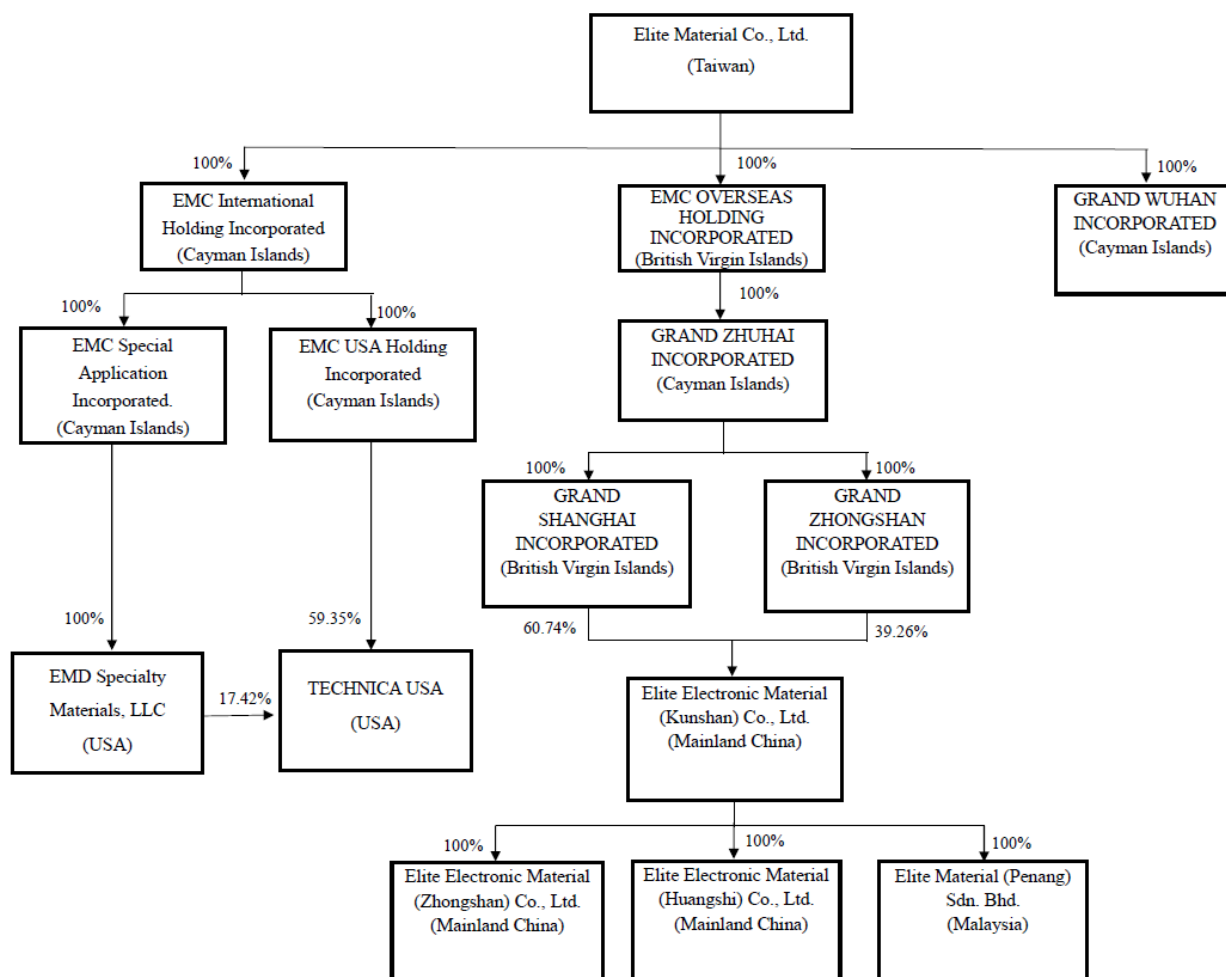 Elite Material Co., Ltd.
(Taiwan)
100%
100%
100%
EMC International
Holding Incorporated
(Cayman Islands)
EMC OVERSEAS
HOLDING
INCORPORATED
(British Virgin Islands)
GRAND WUHAN
INCORPORATED
(Cayman Islands)
100%
100%
100%
EMC Special
Application
Incorporated.
(Cayman Islands)
EMC USA Holding
Incorporated
(Cayman Islands)
GRAND ZHUHAI
INCORPORATED
(Cayman Islands)
100%
100%
GRAND
SHANGHAI
INCORPORATED
(British Virgin Islands)
GRAND
ZHONGSHAN
INCORPORATED
(British Virgin Islands)
100%
59.35%
60.74%
39.26%
EMD Specialty
Materials, LLC
(USA)
17.42%
TECHNICA USA
(USA)
Elite Electronic Material
(Kunshan) Co., Ltd.
(Mainland China)
100%
100%
100%
Elite Electronic Material
(Zhongshan) Co., Ltd.
(Mainland China)
Elite Electronic Material
(Huangshi) Co., Ltd.
(Mainland China)
Elite Material (Penang)
Sdn. Bhd.
(Malaysia)